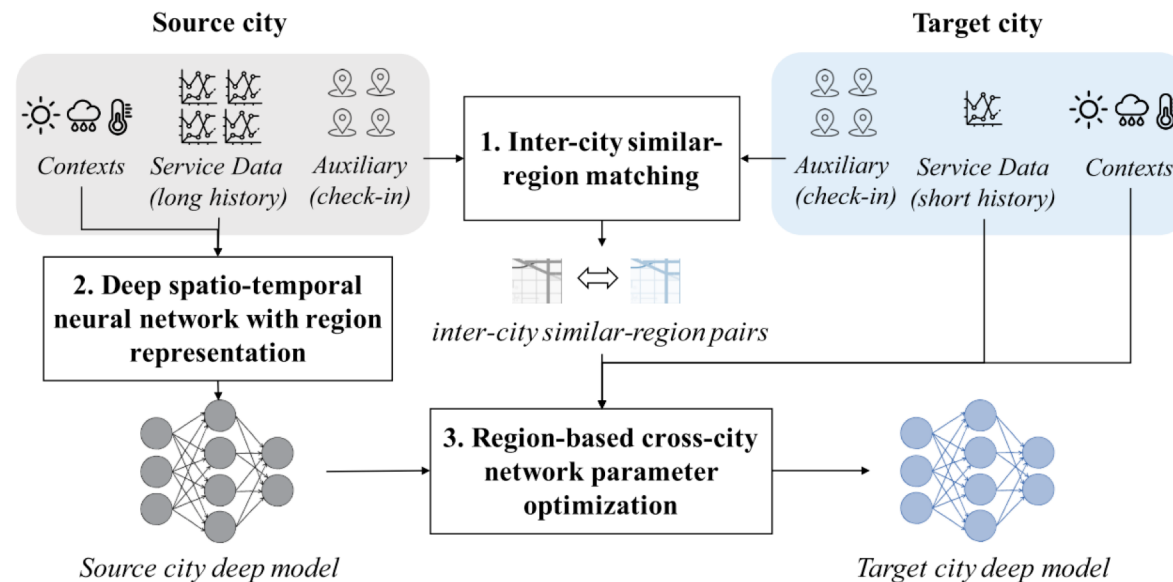 Source city
Target city
Contexts
Service Data
(long history)
Auxiliary
(check-in)
1. Inter-city similar-
region matching
Auxiliary
(check-in)
Service Data
(short history)
Contexts
2. Deep spatio-temporal
neural network with region
representation
inter-city similar-region pairs
3. Region-based cross-city
network parameter
optimization
Source city deep model
Target city deep model